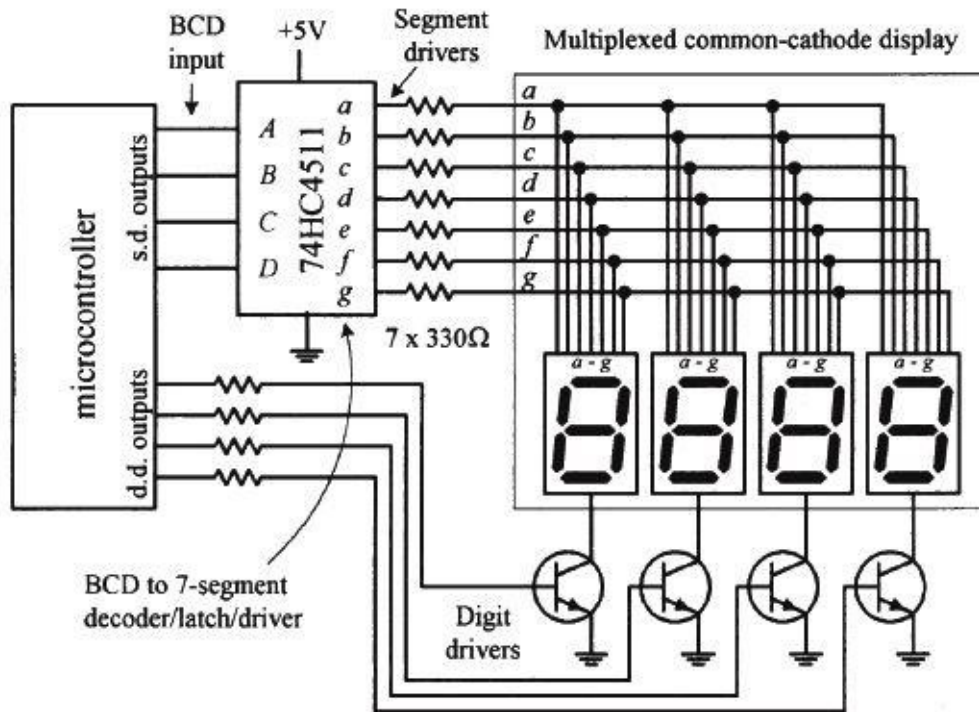 BCD
input
+5V
Segment
drivers
Multiplexed common-cathode display
microcontroller
s.d. outputs
d.d. outputs
A
B
C
D
74HC4511
a
b
c
d
e
f
g
a
b
c
d
e
f
g
7 x 330Ω
a - g
a - g
a - g
a - g
BCD to 7-segment
decoder/latch/driver
Digit
drivers